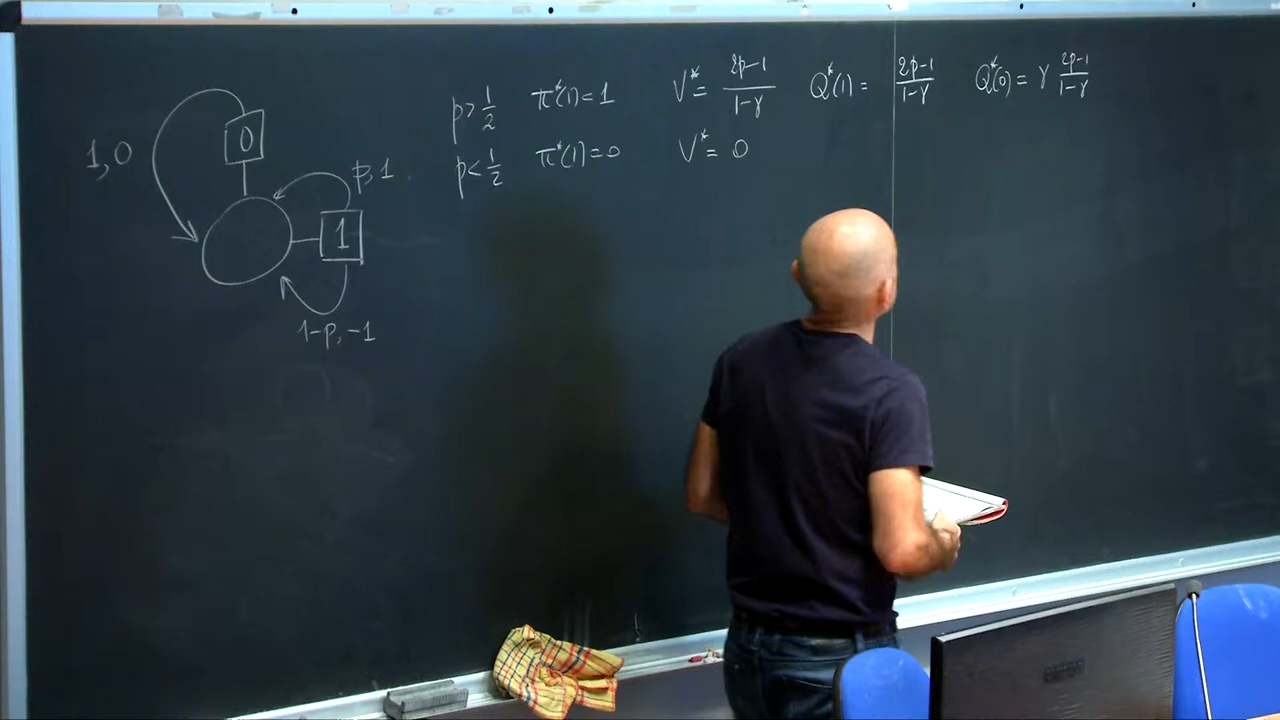 p>1/2 π*(1)=1 V*= 2p-1/1-γ Q*(1)= 2p-1/1-γ Q*(0)= γ 2p-1/1-γ
p<1/2 π*(1)=0 V*= 0
1,0
0
p,1
1
1-p,-1